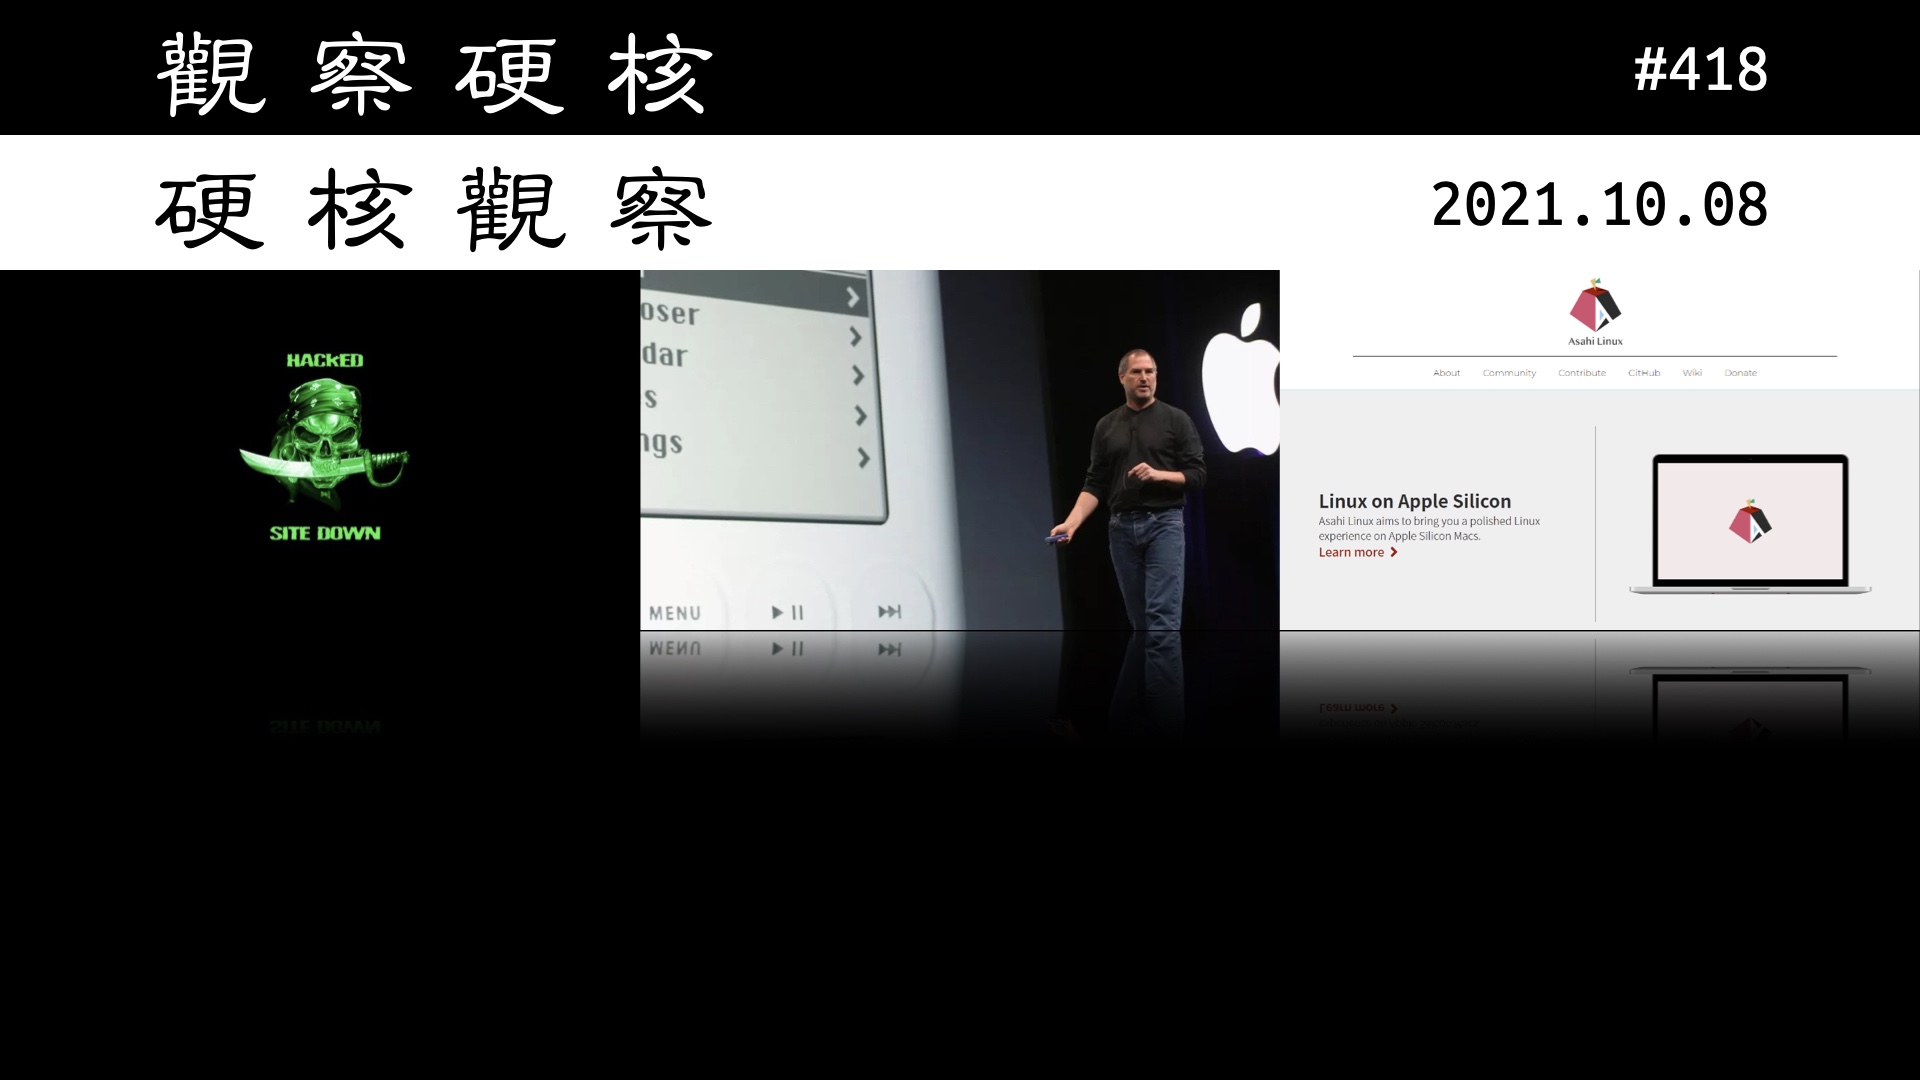 觀察硬核
#418
硬核觀察
2021.10.08
HACKED
SITE DOWN
oser
dar
s
ngs
MENU
Asahi Linux
About Community Contribute GitHub Wiki Donate
Linux on Apple Silicon
Asahi Linux aims to bring you a polished Linux
experience on Apple Silicon Macs.
Learn more